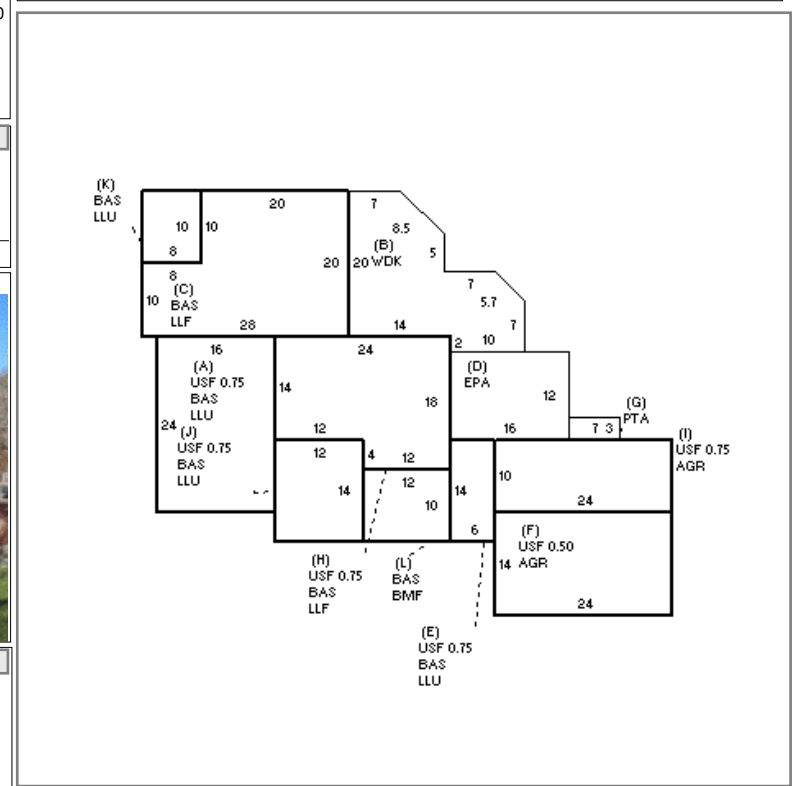 (K)
BAS
LLU
20
7
10
10
8.5
8
(B)
20
20 WDK
5
8
(C)
BAS
LLF
10
28
14
7
5.7
7
2
10
16
24
(A)
USF 0.75
BAS
LLU
14
18
(D)
EPA
12
24
(J)
USF 0.75
BAS
LLU
12
16
(G)
PTA
7
3
(I)
USF 0.75
AGR
12
4
12
12
14
10
14
6
10
24
(F)
USF 0.50
14 AGR
24
(H)
USF 0.75
BAS
LLF
(L)
BAS
BMF
(E)
USF 0.75
BAS
LLU